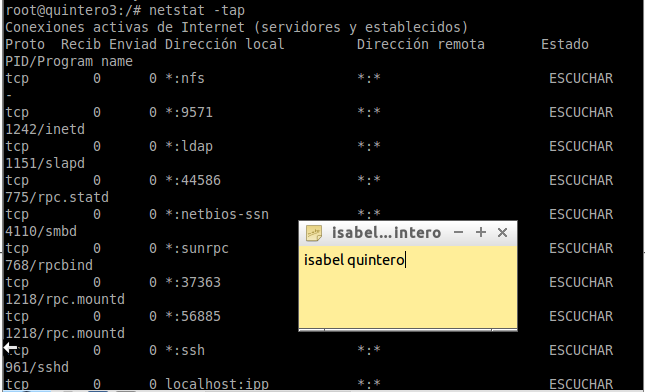 root@quintero3:/# netstat -tap
Conexiones activas de Internet (servidores y establecidos)
Proto Recib Enviad Dirección local Dirección remota Estado
PID/Program name
tcp 0 0 *:nfs *:* ESCUCHAR
-
tcp 0 0 *:9571 *:* ESCUCHAR
1242/inetd
tcp 0 0 *:ldap *:* ESCUCHAR
1151/slapd
tcp 0 0 *:44586 *:* ESCUCHAR
775/rpc.statd
tcp 0 0 *:netbios-ssn *:* ESCUCHAR
4110/smbd
tcp 0 0 *:sunrpc ESCUCHAR
768/rpcbind
tcp 0 0 *:37363 ESCUCHAR
1218/rpc.mountd
tcp 0 0 *:56885 ESCUCHAR
1218/rpc.mountd
tcp 0 0 *:ssh *:* ESCUCHAR
961/sshd
tcp 0 0 localhost:ipp *:* ESCUCHAR
isabel...intero
isabel quintero